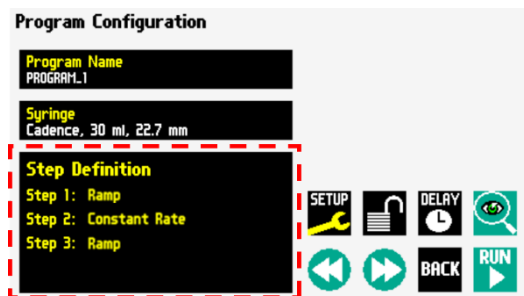 Program Configuration
Program Name
PROGRAM_1
Syringe
Cadence, 30 ml, 22.7 mm
Step Definition
Step 1: Ramp
Step 2: Constant Rate
Step 3: Ramp
SETUP
DELAY
BACK
RUN